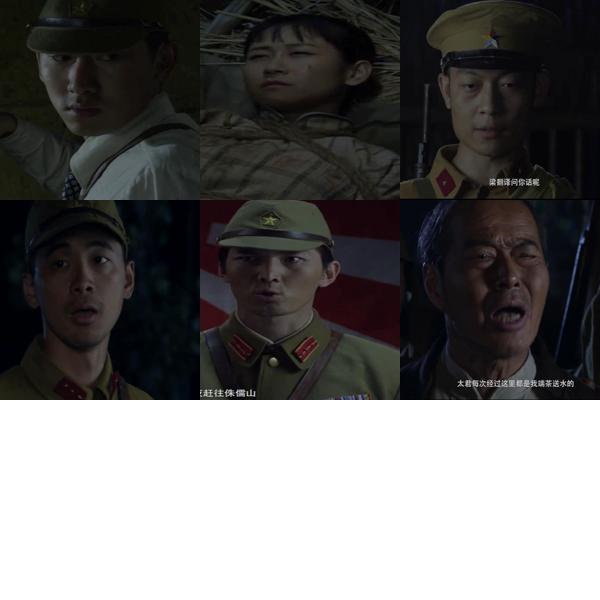 梁翻译问你话呢
赶往侏儒山
太君每次经过这里都是我端茶送水的